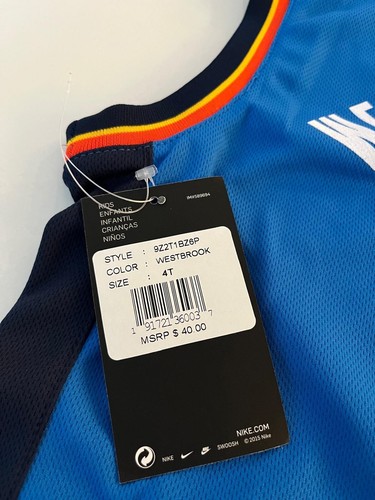 WE
KIDS
ENFANTS
INFANTIL
CRIANÇAS
NIÑOS
STYLE : 9Z2T1BZ6P
COLOR : WESTBROOK
SIZE : 4T
1 91721 36003 7
MSRP $ 40.00
NIKE.COM
NIKE SWOOSH © 2015 Nike